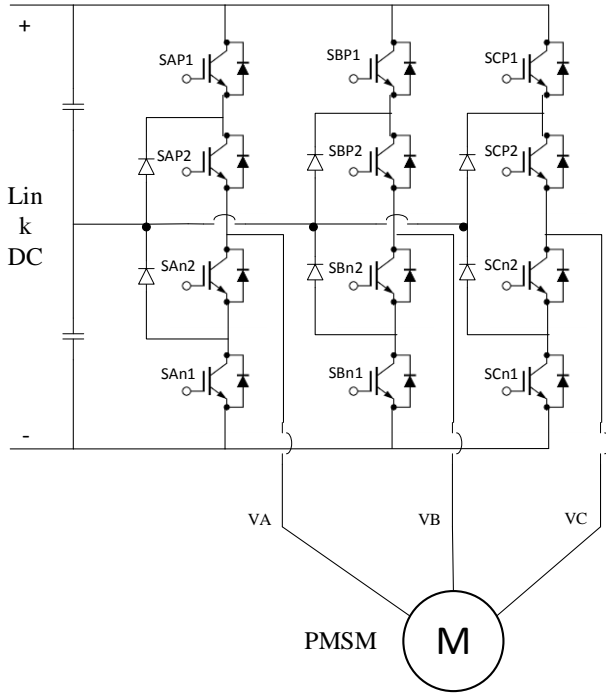 +
SAP1
SBP1
SCP1
SAP2
SBP2
SCP2
Lin
k
DC
SAn2
SBn2
SCn2
SAn1
SBn1
SCn1
-
VA
VB
VC
PMSM
M